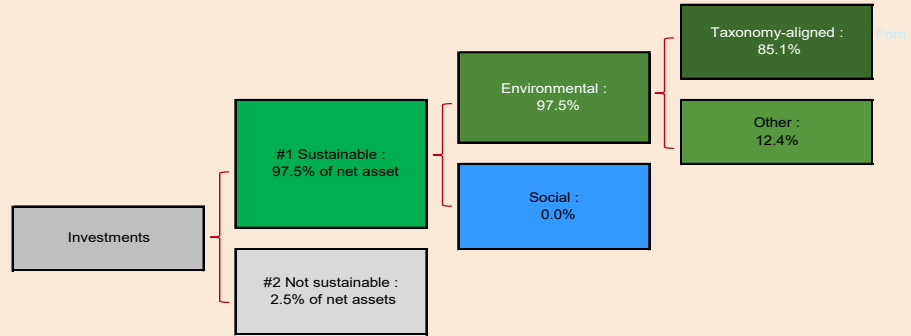 Taxonomy-aligned :
85.1%
Environmental :
97.5%
Other :
12.4%
#1 Sustainable :
97.5% of net asset
Social :
0.0%
Investments
#2 Not sustainable :
2.5% of net assets